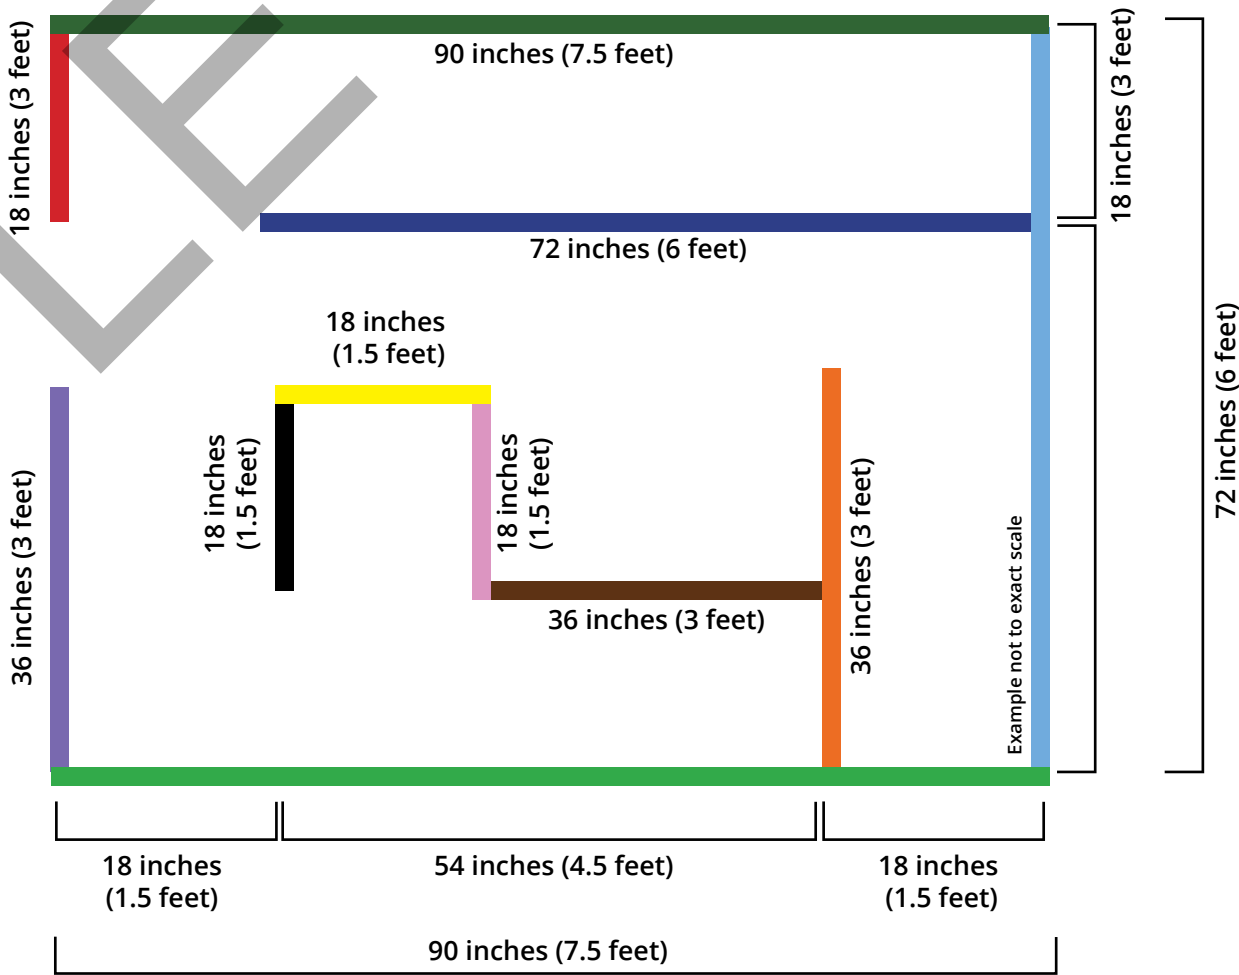 18 inches (3 feet)
90 inches (7.5 feet)
18 inches (3 feet)
72 inches (6 feet)
72 inches (6 feet)
18 inches
(1.5 feet)
18 inches
(1.5 feet)
18 inches
(1.5 feet)
36 inches (3 feet)
36 inches (3 feet)
36 inches (3 feet)
Example not to exact scale
18 inches
(1.5 feet)
54 inches (4.5 feet)
18 inches
(1.5 feet)
90 inches (7.5 feet)
LE